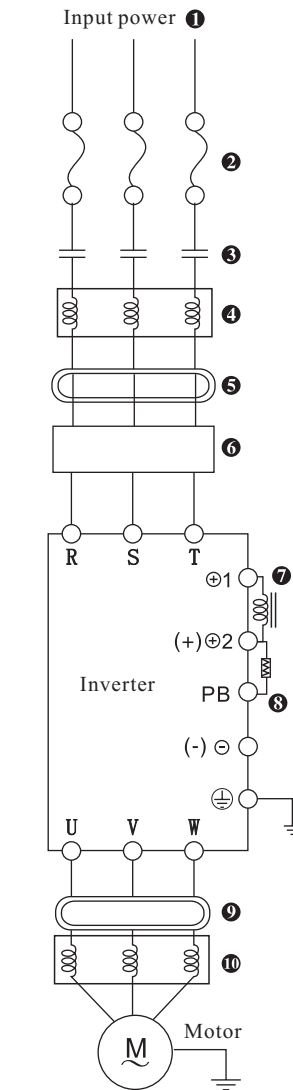 Input power ❶
❷
❸
❹
❺
❻
R S T
⊕1 ❼
(+) ⊕2
Inverter
PB ❽
(-) ⊖
U V W
❾
❿
M
~
Motor